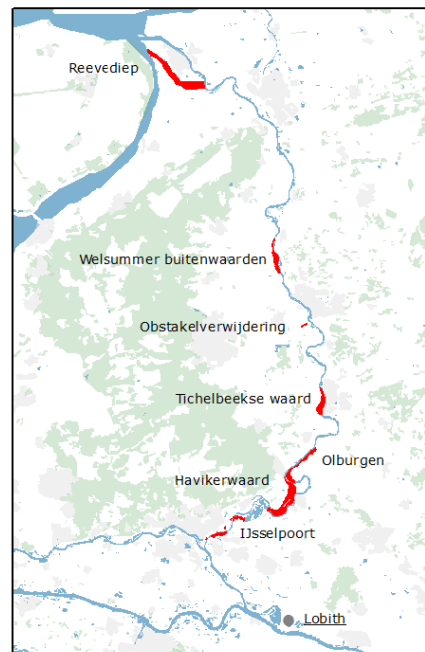 Reevediep
Welsummer buitenwaarden
Obstakelverwijdering
Tichelbeekse waard
Olburgen
Havikerwaard
IJsselpoort
Lobith